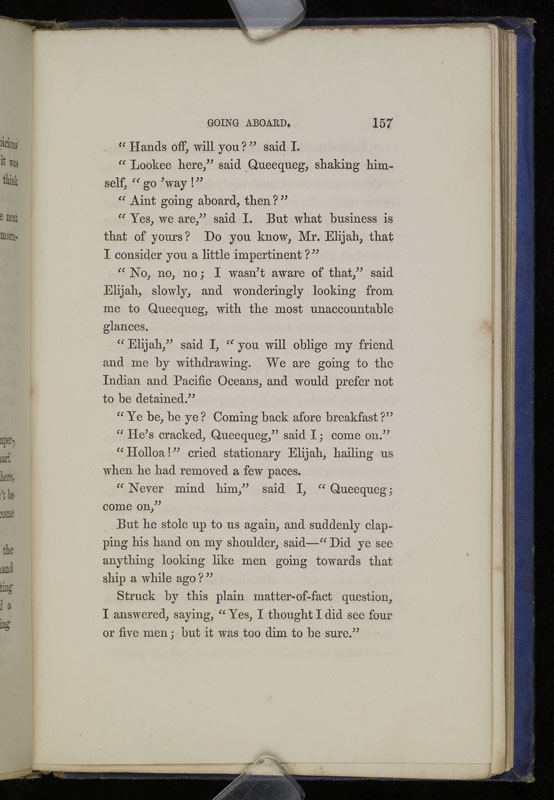 GOING ABOARD. 157
“ Hands off, will you ? ” said I.
“ Lookee here,” said Queequeg, shaking him-
self, “ go ’way ! ”
“ Aint going aboard, then ? ”
“ Yes, we are,” said I. But what business is
that of yours ? Do you know, Mr. Elijah, that
I consider you a little impertinent ? ”
“ No, no, no ; I wasn’t aware of that,” said
Elijah, slowly, and wonderingly looking from
me to Queequeg, with the most unaccountable
glances.
“ Elijah,” said I, “ you will oblige my friend
and me by withdrawing. We are going to the
Indian and Pacific Oceans, and would prefer not
to be detained.”
“ Ye be, be ye ? Coming back afore breakfast ?”
“ He’s cracked, Queequeg,” said I ; come on.”
“ Holloa ! ” cried stationary Elijah, hailing us
when he had removed a few paces.
“ Never mind him,” said I, “ Queequeg ;
come on,”
But he stole up to us again, and suddenly clap-
ping his hand on my shoulder, said—“ Did ye see
anything looking like men going towards that
ship a while ago ? ”
Struck by this plain matter-of-fact question,
I answered, saying, “ Yes, I thought I did see four
or five men ; but it was too dim to be sure.”